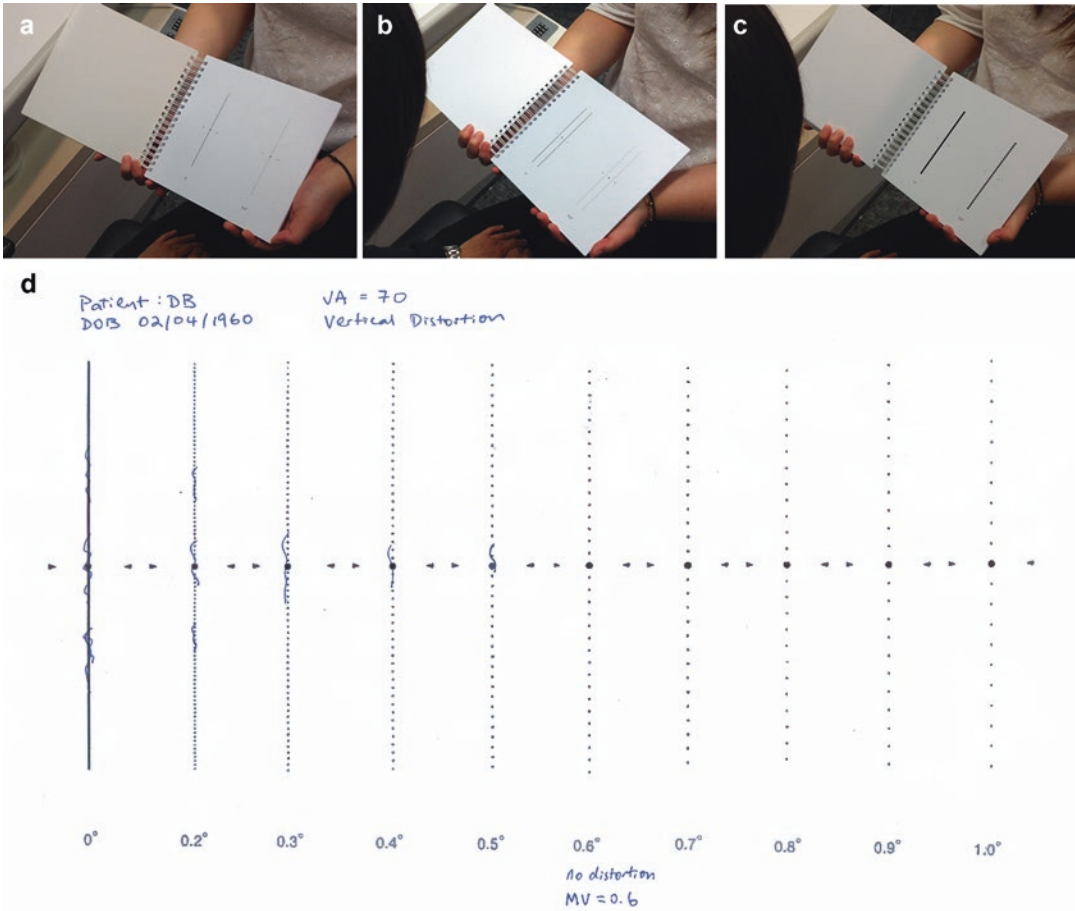 a
b
c
d
Patient : DB
DOB 02/04/1960
VA = 70
Vertical Distortion
0° 0.2° 0.3° 0.4° 0.5° 0.6° 0.7° 0.8° 0.9° 1.0°
no distortion
MV = 0.6